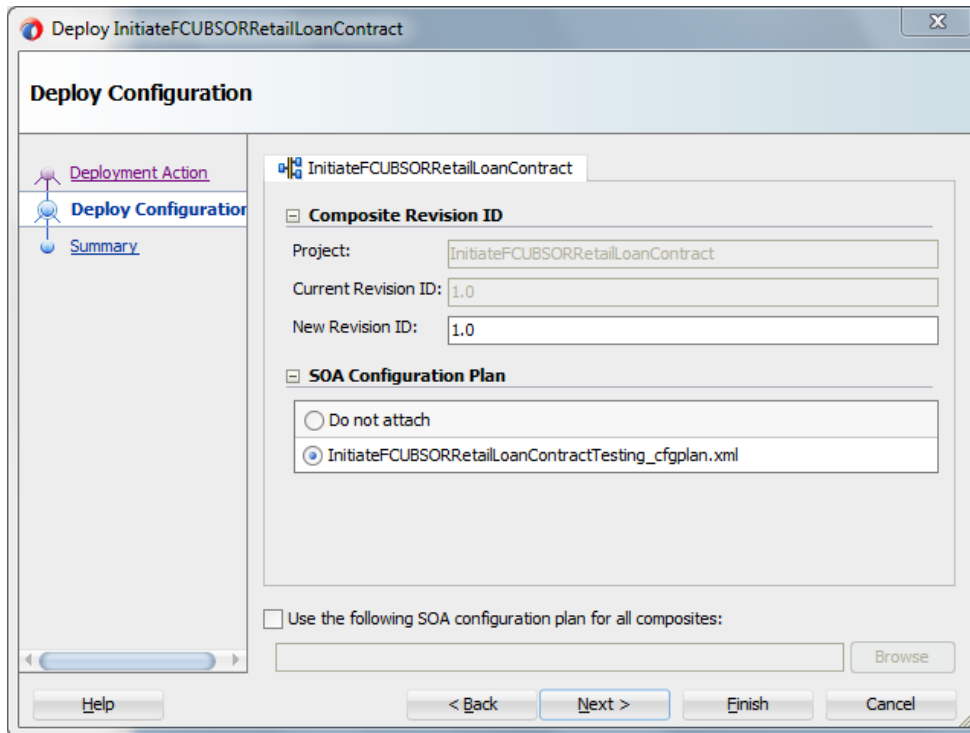 Deploy InitiateFCUBSORRetailLoanContract
Deploy Configuration
Deployment Action
Deploy Configuration
Summary
InitiateFCUBSORRetailLoanContract
Composite Revision ID
Project: InitiateFCUBSORRetailLoanContract
Current Revision ID: 1.0
New Revision ID: 1.0
SOA Configuration Plan
Do not attach
InitiateFCUBSORRetailLoanContractTesting_cfgplan.xml
Use the following SOA configuration plan for all composites:
Browse
Help < Back Next > Finish Cancel